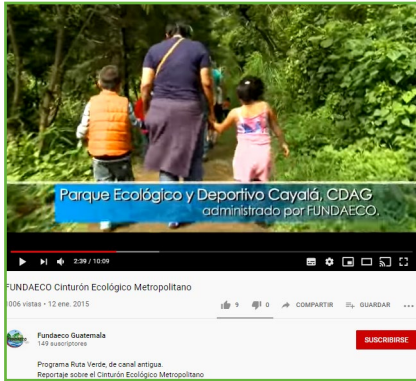 Parque Ecológico y Deportivo Cayalá, CDAG
administrado por FUNDAECO.
2:39 / 10:09
FUNDAECO Cinturón Ecológico Metropolitano
006 vistas • 12 ene. 2015
9 0 COMPARTIR GUARDAR
Fundaeco Guatemala
149 suscriptores
SUSCRIBIRSE
Programa Ruta Verde, de canal antigua.
Reportaje sobre el Cinturón Ecológico Metropolitano